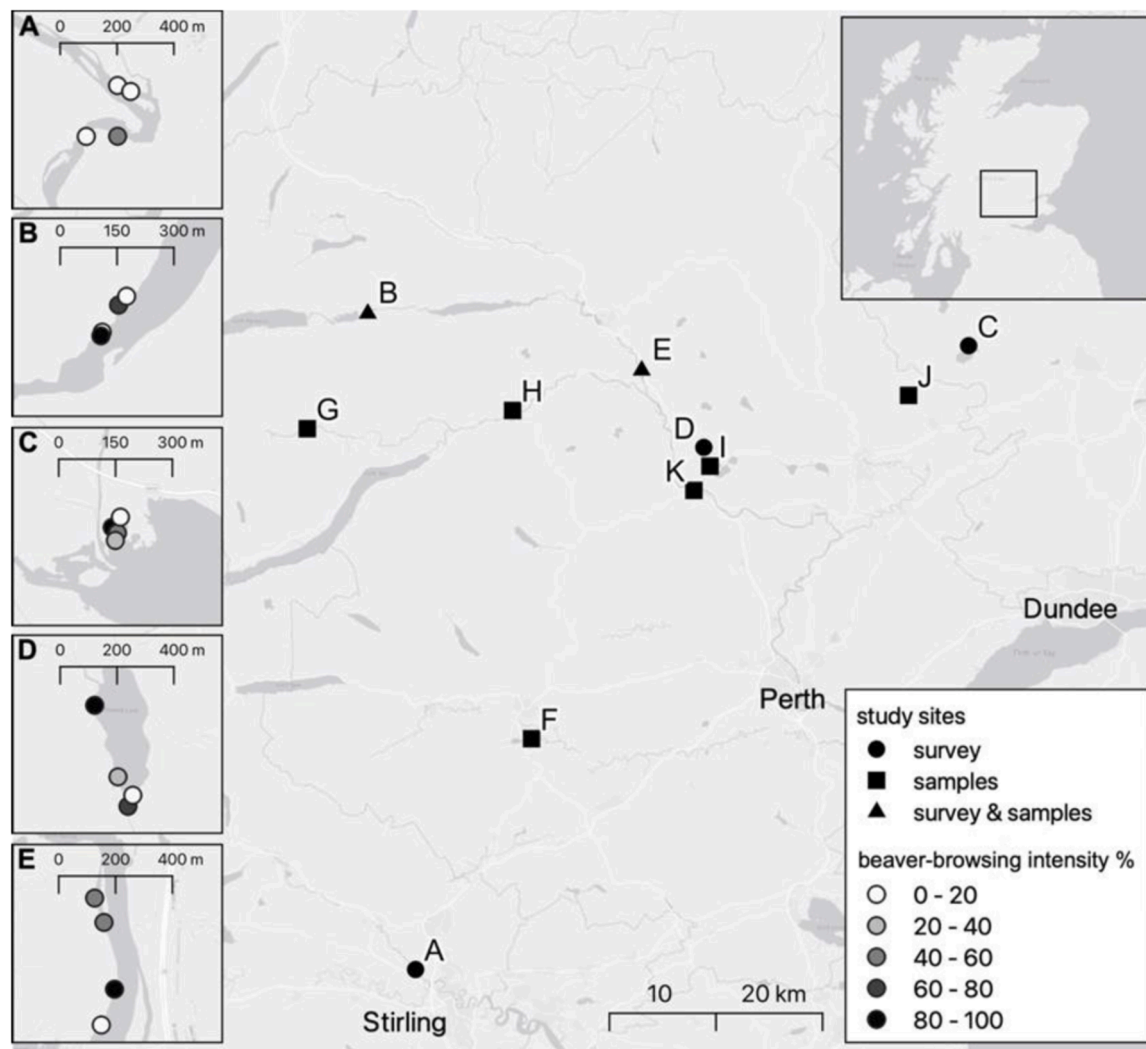 A
0 200 400 m
B
0 150 300 m
C
0 150 300 m
D
0 200 400 m
E
0 200 400 m
B
C
E
J
H
G
D
I
K
Dundee
Perth
F
A
Stirling
10 20 km
study sites
survey
samples
survey & samples
beaver-browsing intensity %
0 - 20
20 - 40
40 - 60
60 - 80
80 - 100